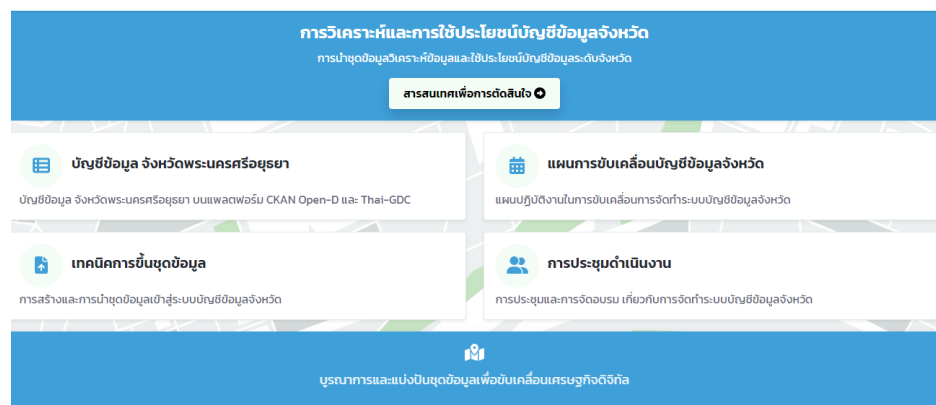 การวิเคราะห์และการใช้ประโยชน์บัญชีข้อมูลจังหวัด
การนำชุดข้อมูลวิเคราะห์ข้อมูลและใช้ประโยชน์บัญชีข้อมูลระดับจังหวัด
สารสนเทศเพื่อการตัดสินใจ
บัญชีข้อมูล จังหวัดพระนครศรีอยุธยา
บัญชีข้อมูล จังหวัดพระนครศรีอยุธยา บนแพลตฟอร์ม CKAN Open-D และ Thai-GDC
แผนการขับเคลื่อนบัญชีข้อมูลจังหวัด
แผนปฏิบัติงานในการขับเคลื่อนการจัดทำระบบบัญชีข้อมูลจังหวัด
เทคนิคการขึ้นชุดข้อมูล
การสร้างและการนำชุดข้อมูลเข้าสู่ระบบบัญชีข้อมูลจังหวัด
การประชุมดำเนินงาน
การประชุมและการจัดอบรม เกี่ยวกับการจัดทำระบบบัญชีข้อมูลจังหวัด
บูรณาการและแบ่งปันชุดข้อมูลเพื่อขับเคลื่อนเศรษฐกิจดิจิทัล